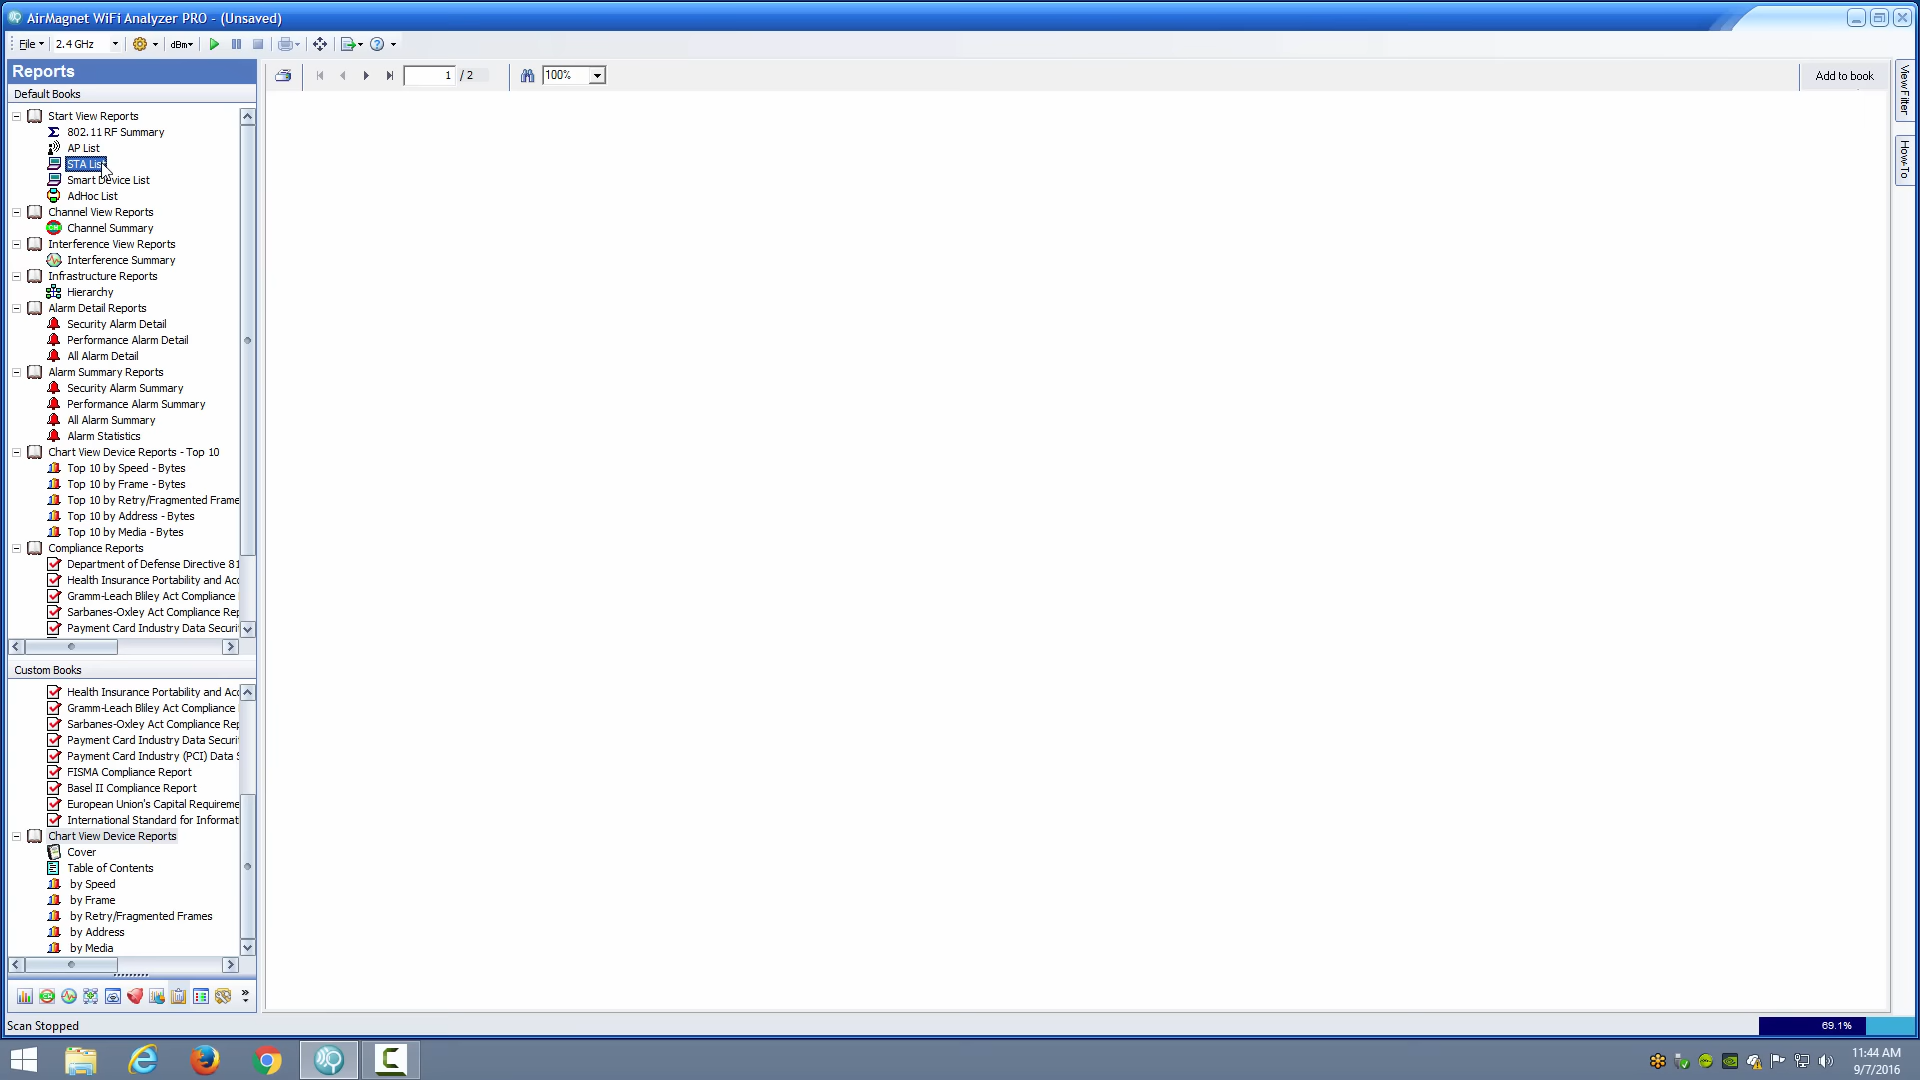 AirMagnet WiFi Analyzer PRO - (Unsaved)
File 2.4 GHz dBm
Reports
Default Books
Start View Reports
802.11 RF Summary
AP List
STA List
Smart Device List
AdHoc List
Channel View Reports
Channel Summary
Interference View Reports
Interference Summary
Infrastructure Reports
Hierarchy
Alarm Detail Reports
Security Alarm Detail
Performance Alarm Detail
All Alarm Detail
Alarm Summary Reports
Security Alarm Summary
Performance Alarm Summary
All Alarm Summary
Alarm Statistics
Chart View Device Reports - Top 10
Top 10 by Speed - Bytes
Top 10 by Frame - Bytes
Top 10 by Retry/Fragmented Frame
Top 10 by Address - Bytes
Top 10 by Media - Bytes
Compliance Reports
Department of Defense Directive 81
Health Insurance Portability and Acc
Gramm-Leach Bliley Act Compliance
Sarbanes-Oxley Act Compliance Rep
Payment Card Industry Data Securi
Custom Books
Health Insurance Portability and Acc
Gramm-Leach Bliley Act Compliance
Sarbanes-Oxley Act Compliance Rep
Payment Card Industry Data Securi
Payment Card Industry (PCI) Data S
FISMA Compliance Report
Basel II Compliance Report
European Union's Capital Requireme
International Standard for Informat
Chart View Device Reports
Cover
Table of Contents
by Speed
by Frame
by Retry/Fragmented Frames
by Address
by Media
1 / 2 100% Add to book
View Filter
How-To
Scan Stopped 69.1%
11:44 AM
9/7/2016